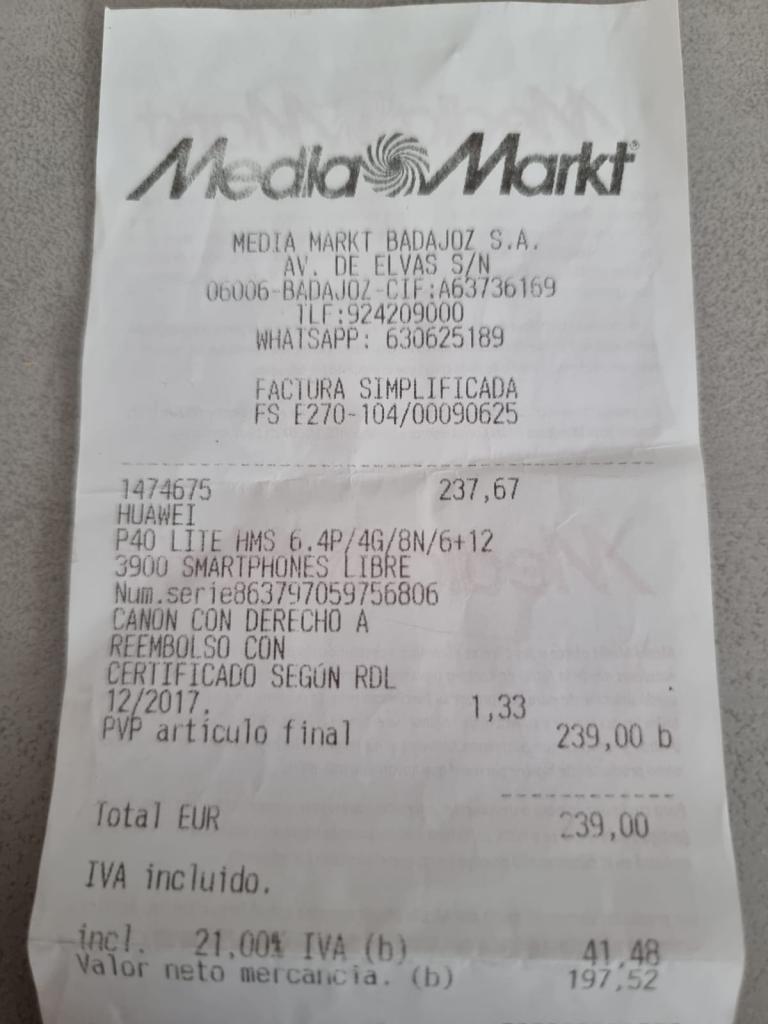 Media Markt
MEDIA MARKT BADAJOZ S.A.
AV. DE ELVAS S/N
06006-BADAJOZ-CIF:A63736169
TLF:924209000
WHATSAPP: 630625189
FACTURA SIMPLIFICADA
FS E270-104/00090625
1474675 237,67
HUAWEI
P40 LITE HMS 6.4P/4G/8N/6+12
3900 SMARTPHONES LIBRE
Num.serie863797059756806
CANON CON DERECHO A
REEMBOLSO CON
CERTIFICADO SEGÚN RDL
12/2017. 1,33
PVP artículo final 239,00 b
Total EUR 239,00
IVA incluido.
incl. 21,00% IVA (b) 41,48
Valor neto mercancia. (b) 197,52